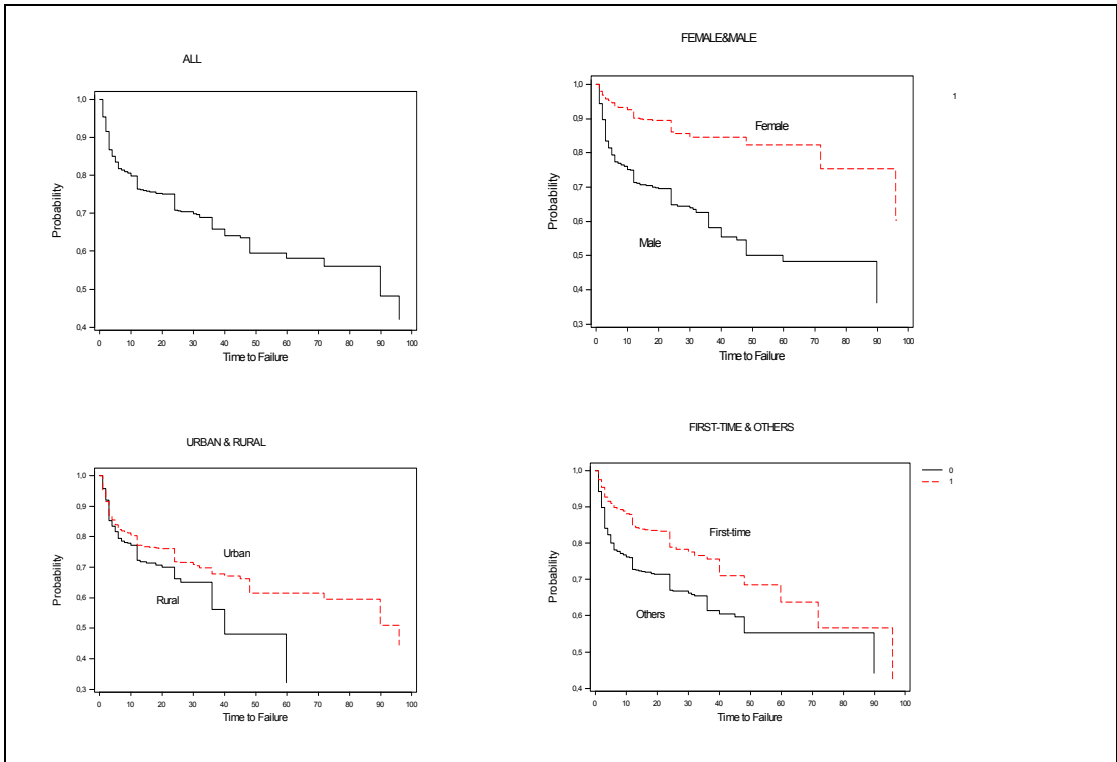 ALL
1,0
0,9
0,8
0,7
0,6
0,5
0,4
Probability
0 10 20 30 40 50 60 70 80 90 100
Time to Failure
FEMALE&MALE
1,0
0,9
0,8
0,7
0,6
0,5
0,4
0,3
Probability
Female
Male
0 10 20 30 40 50 60 70 80 90 100
Time to Failure
1
URBAN & RURAL
1,0
0,9
0,8
0,7
0,6
0,5
0,4
0,3
Probability
Urban
Rural
0 10 20 30 40 50 60 70 80 90 100
Time to Failure
FIRST-TIME & OTHERS
1,0
0,9
0,8
0,7
0,6
0,5
0,4
Probability
First-time
Others
0 10 20 30 40 50 60 70 80 90 100
Time to Failure
0
1